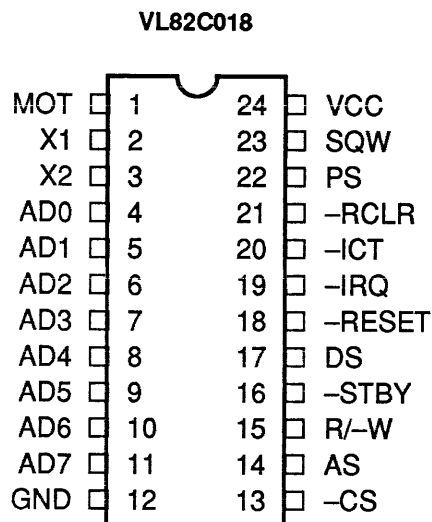 VL82C018
MOT 1 24 VCC
X1 2 23 SQW
X2 3 22 PS
AD0 4 21 –RCLR
AD1 5 20 –ICT
AD2 6 19 –IRQ
AD3 7 18 –RESET
AD4 8 17 DS
AD5 9 16 –STBY
AD6 10 15 R/–W
AD7 11 14 AS
GND 12 13 –CS